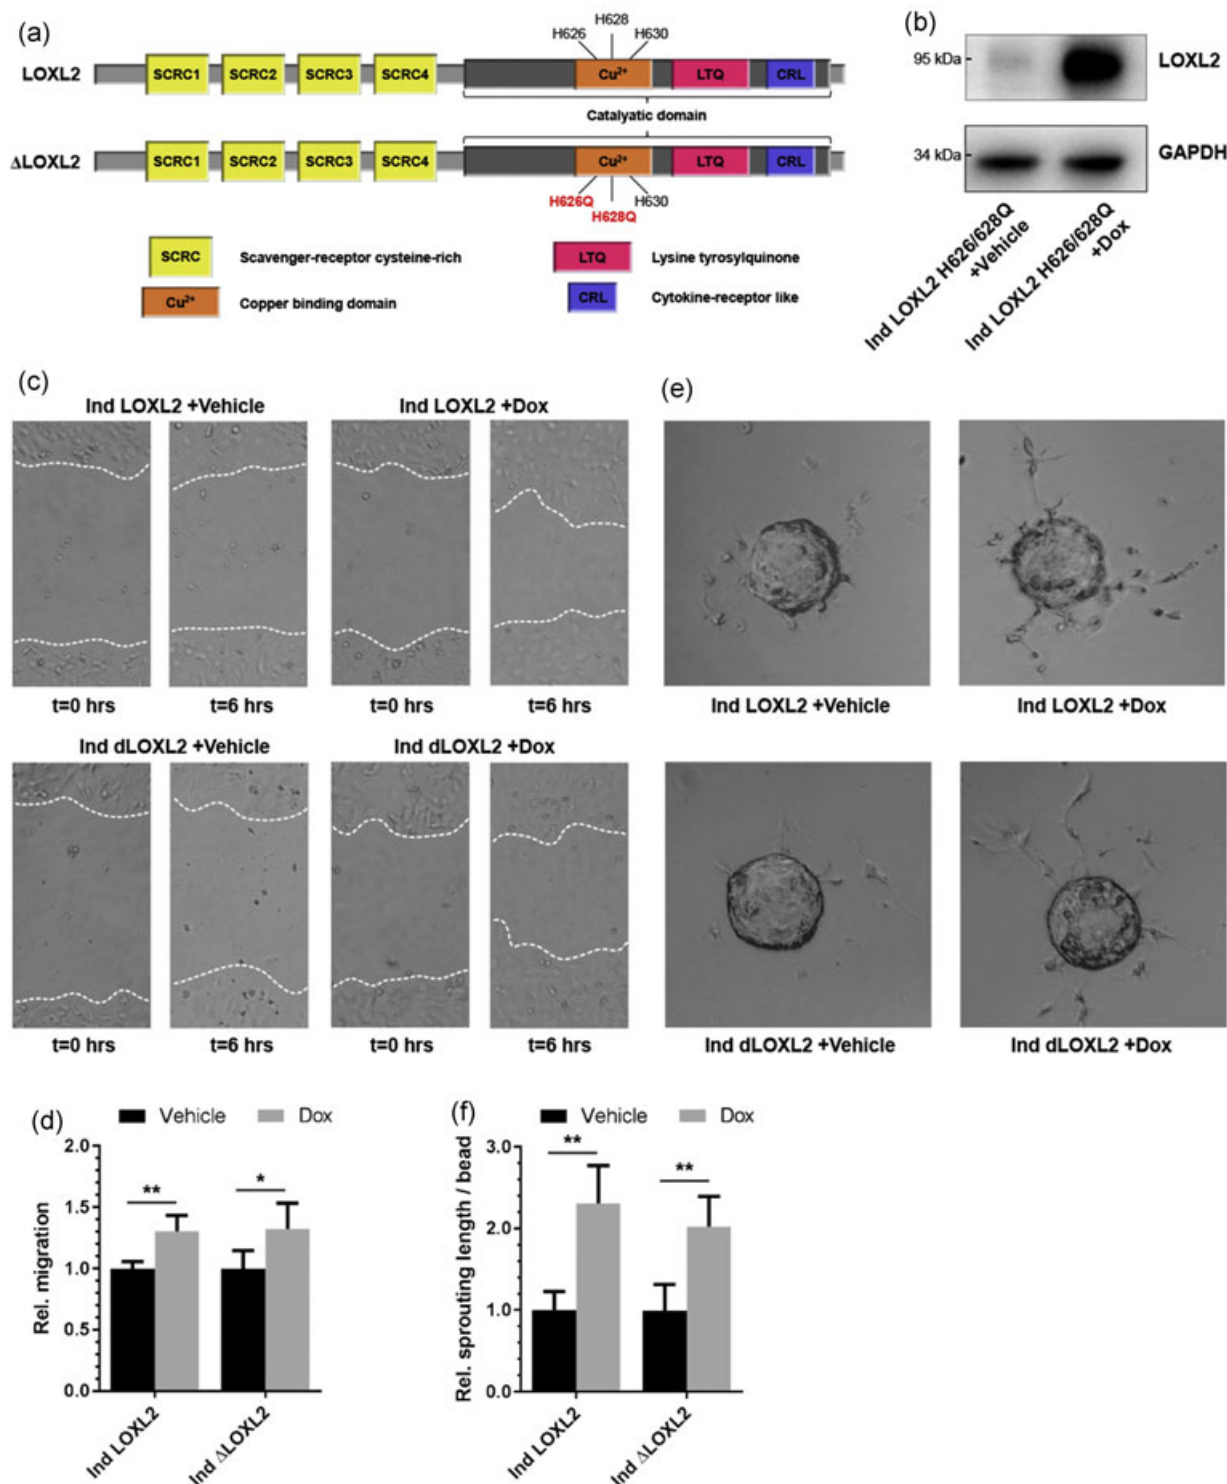 (a)
H628
H626 H630
LOXL2 SCRC1 SCRC2 SCRC3 SCRC4 Cu²⁺ LTQ CRL
Catalyatic domain
ΔLOXL2 SCRC1 SCRC2 SCRC3 SCRC4 Cu²⁺ LTQ CRL
H626Q H630
H628Q
SCRC Scavenger-receptor cysteine-rich
LTQ Lysine tyrosylquinone
Cu²⁺ Copper binding domain
CRL Cytokine-receptor like
(b)
95 kDa LOXL2
34 kDa GAPDH
Ind LOXL2 H626/628Q
+Vehicle
Ind LOXL2 H626/628Q
+Dox
(c)
Ind LOXL2 +Vehicle Ind LOXL2 +Dox
t=0 hrs t=6 hrs t=0 hrs t=6 hrs
Ind dLOXL2 +Vehicle Ind dLOXL2 +Dox
t=0 hrs t=6 hrs t=0 hrs t=6 hrs
(e)
Ind LOXL2 +Vehicle Ind LOXL2 +Dox
Ind dLOXL2 +Vehicle Ind dLOXL2 +Dox
(d)
Vehicle Dox
Rel. migration
2.0
1.5
1.0
0.5
0.0
** *
Ind LOXL2
Ind ΔLOXL2
(f)
Vehicle Dox
Rel. sprouting length / bead
3.0
2.0
1.0
0.0
** **
Ind LOXL2
Ind ΔLOXL2